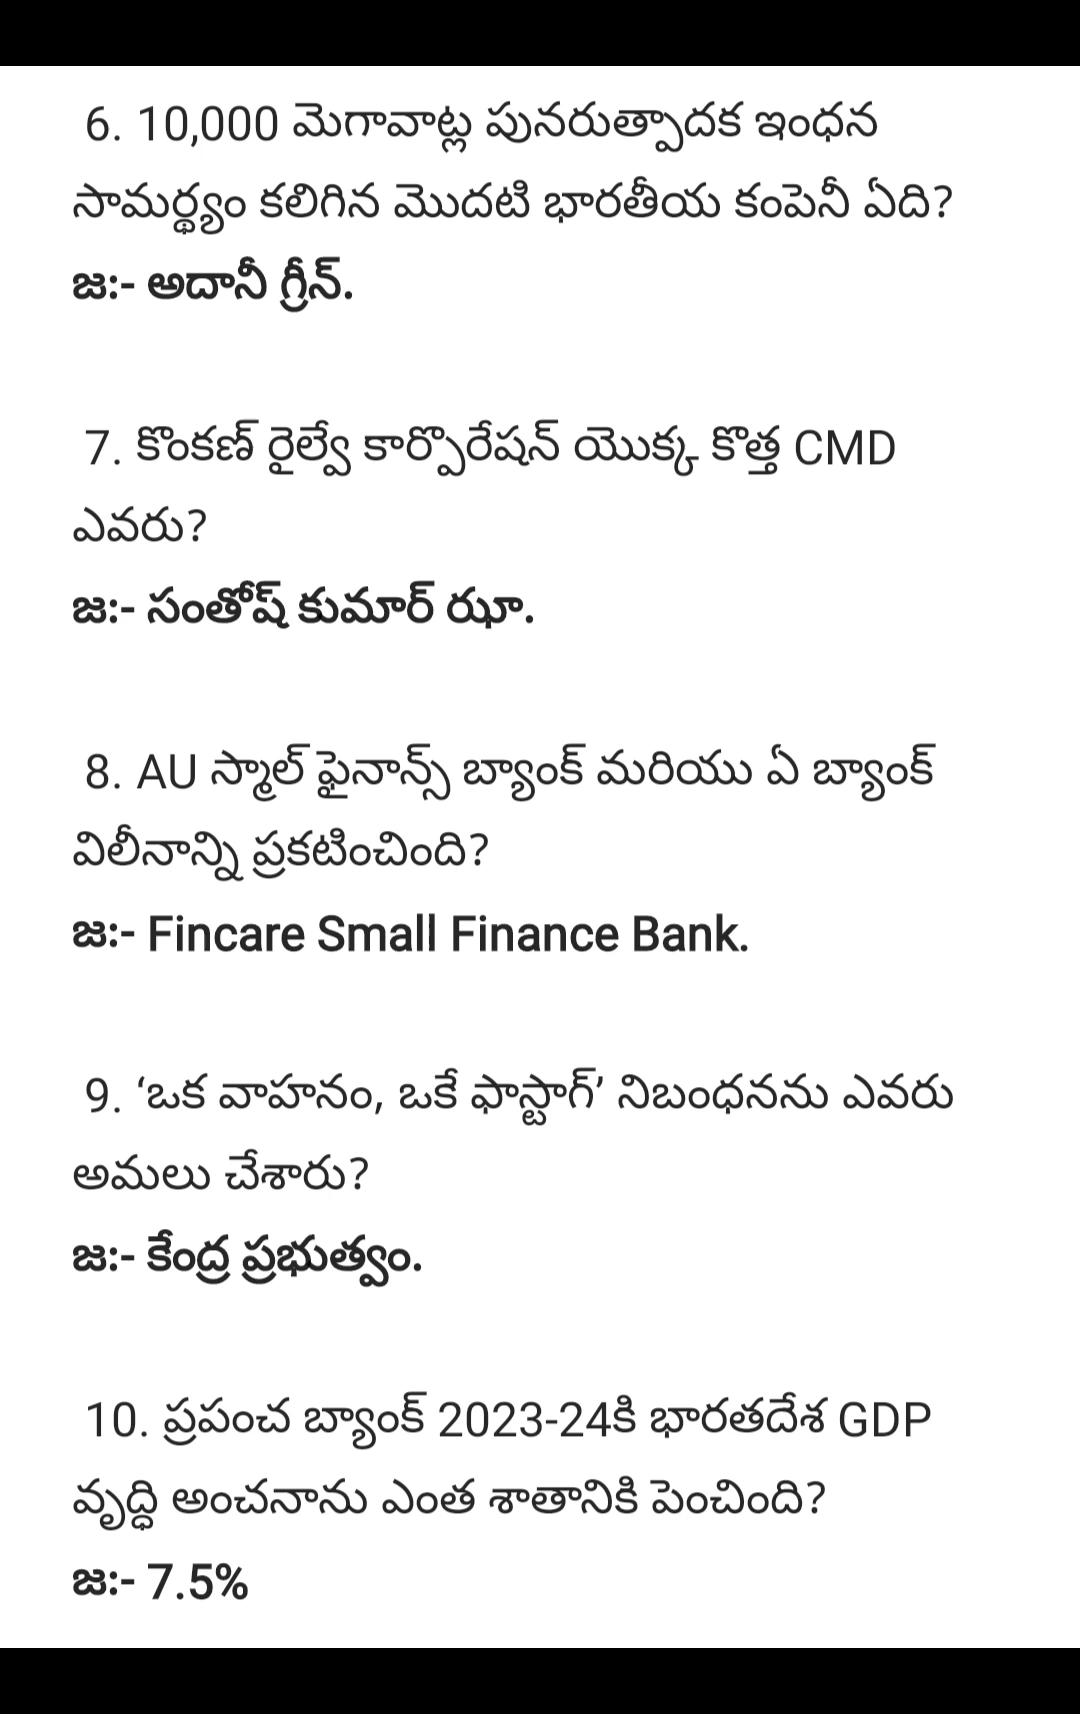 6. 10,000 మెగావాట్ల పునరుత్పాదక ఇంధన
సామర్థ్యం కలిగిన మొదటి భారతీయ కంపెనీ ఏది?
జ:- అదానీ గ్రీన్.
7. కొంకణ్ రైల్వే కార్పొరేషన్ యొక్క కొత్త CMD
ఎవరు?
జ:- సంతోష్ కుమార్ ఝా.
8. AU స్మాల్ ఫైనాన్స్ బ్యాంక్ మరియు ఏ బ్యాంక్
విలీనాన్ని ప్రకటించింది?
జ:- Fincare Small Finance Bank.
9. ‘ఒక వాహనం, ఒకే ఫాస్టాగ్’ నిబంధనను ఎవరు
అమలు చేశారు?
జ:- కేంద్ర ప్రభుత్వం.
10. ప్రపంచ బ్యాంక్ 2023-24కి భారతదేశ GDP
వృద్ధి అంచనాను ఎంత శాతానికి పెంచింది?
జ:- 7.5%